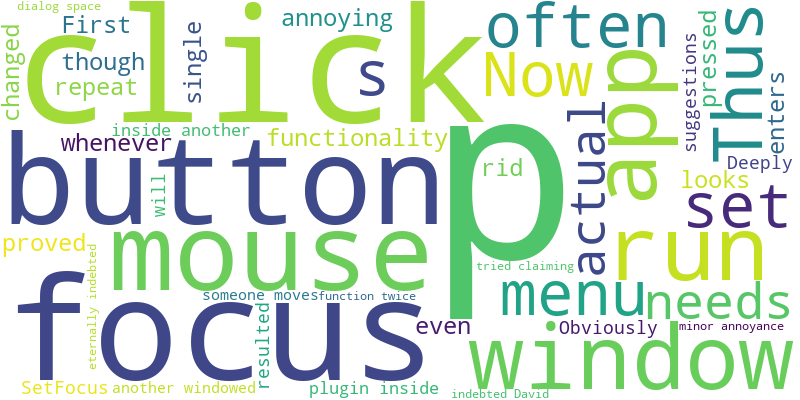 dialog space
First
annoying
often
click
changed
though
single
s
Now
app
pressed
Thus
suggestions
repeat
enters
inside another
whenever
functionality
actual
button
p
rid
Deeply
looks
will
set
proved
mouse
run
needs
tried claiming
eternally indebted
focus
someone moves
function twice
menu
resulted
even
Obviously
minor annoyance
window
SetFocus
another windowed
plugin inside
indebted David